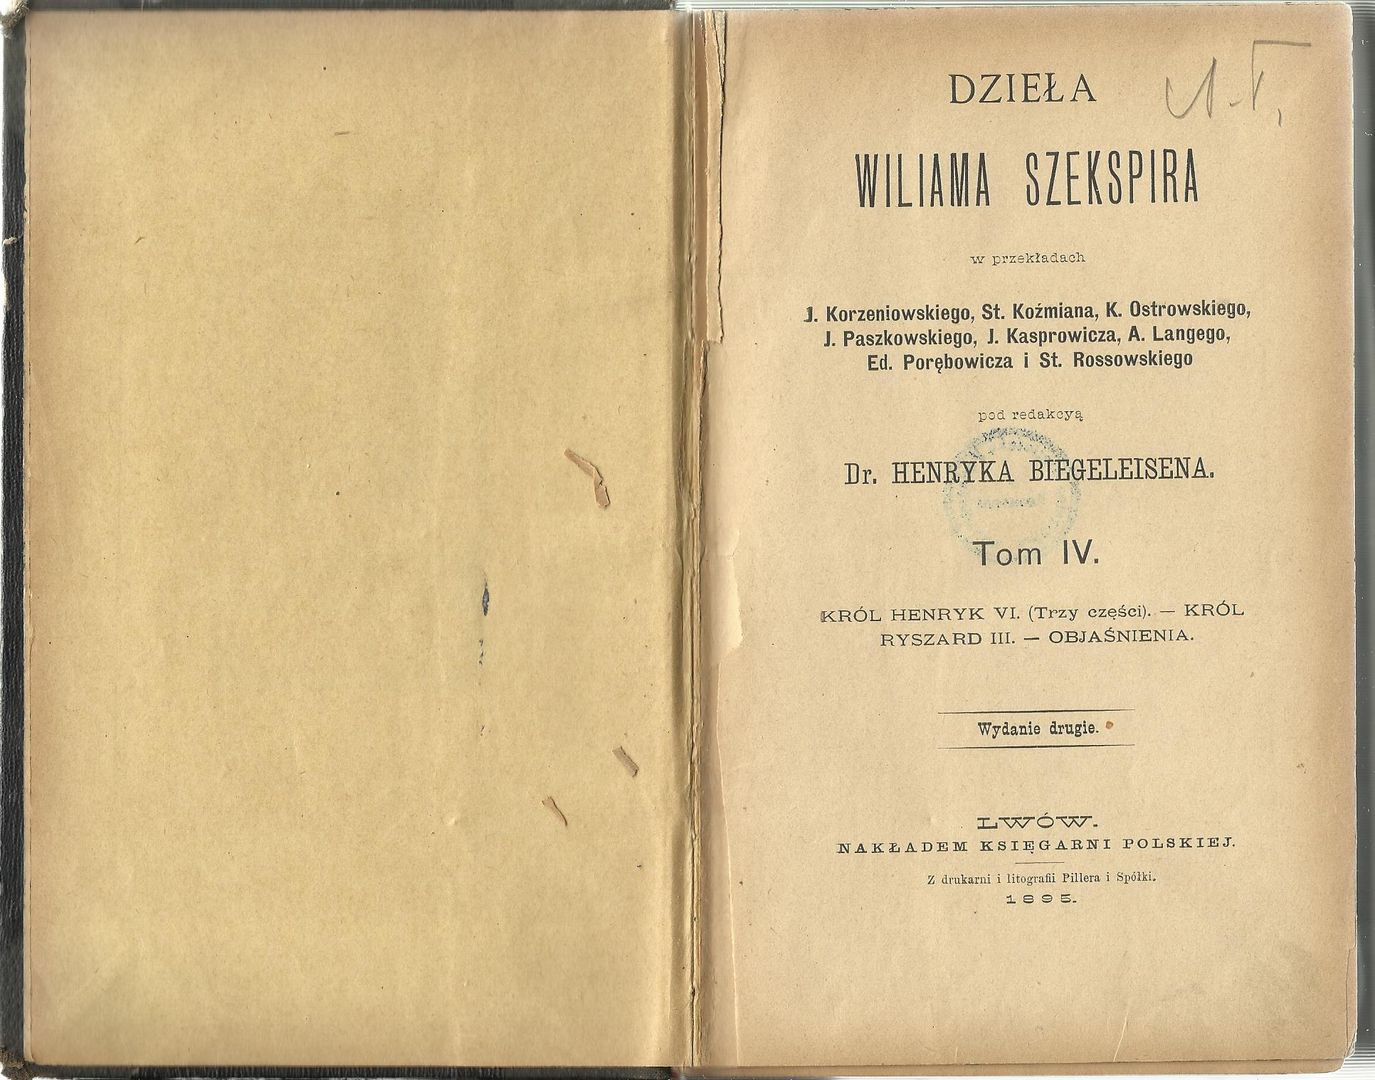 DZIEŁA
WILIAMA SZEKSPIRA
w przekładach
J. Korzeniowskiego, St. Koźmiana, K. Ostrowskiego,
J. Paszkowskiego, J. Kasprowicza, A. Langego,
Ed. Porębowicza i St. Rossowskiego
pod redakcyą
Dr. HENRYKA BIEGELEISENA.
Tom IV.
KRÓL HENRYK VI. (Trzy części). — KRÓL
RYSZARD III. — OBJAŚNIENIA.
Wydanie drugie.
LWÓW.
NAKŁADEM KSIĘGARNI POLSKIEJ.
Z drukarni i litografii Pillera i Spółki.
1895.